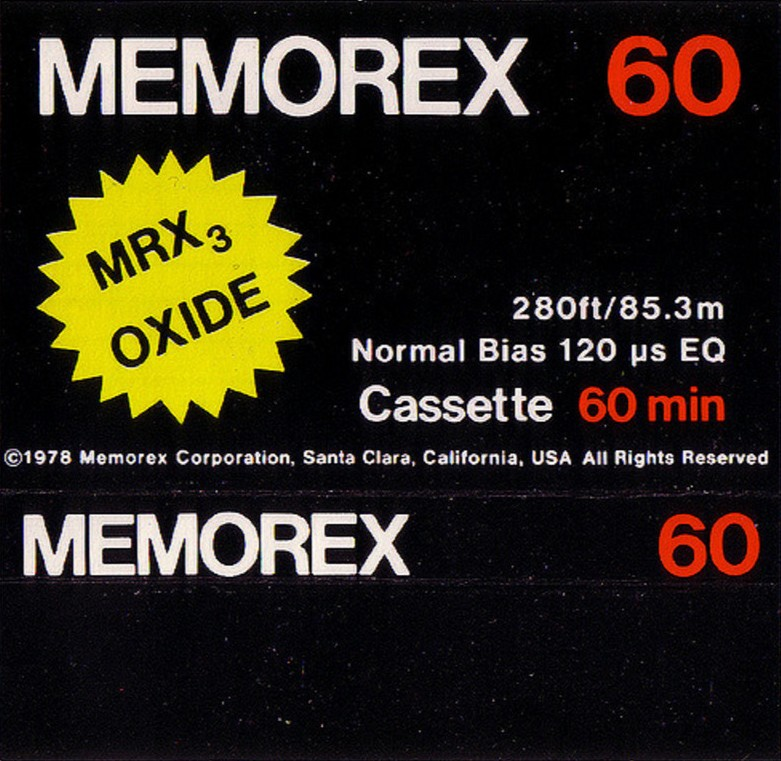 MEMOREX 60
MRX3
OXIDE
280ft/85.3m
Normal Bias 120 µs EQ
Cassette 60 min
©1978 Memorex Corporation, Santa Clara, California, USA All Rights Reserved
MEMOREX 60